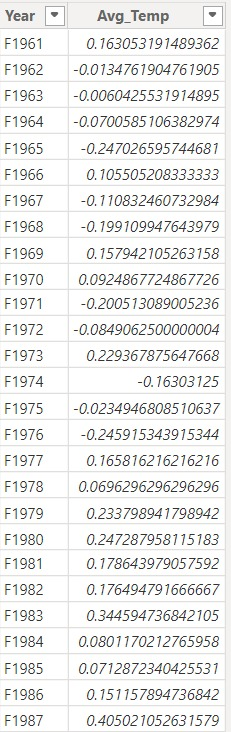 Year Avg_Temp
F1961 0.163053191489362
F1962 -0.0134761904761905
F1963 -0.0060425531914895
F1964 -0.0700585106382974
F1965 -0.247026595744681
F1966 0.105505208333333
F1967 -0.110832460732984
F1968 -0.199109947643979
F1969 0.157942105263158
F1970 0.0924867724867726
F1971 -0.200513089005236
F1972 -0.0849062500000004
F1973 0.229367875647668
F1974 -0.16303125
F1975 -0.0234946808510637
F1976 -0.245915343915344
F1977 0.165816216216216
F1978 0.0696296296296296
F1979 0.233798941798942
F1980 0.247287958115183
F1981 0.178643979057592
F1982 0.176494791666667
F1983 0.344594736842105
F1984 0.0801170212765958
F1985 0.0712872340425531
F1986 0.151157894736842
F1987 0.405021052631579